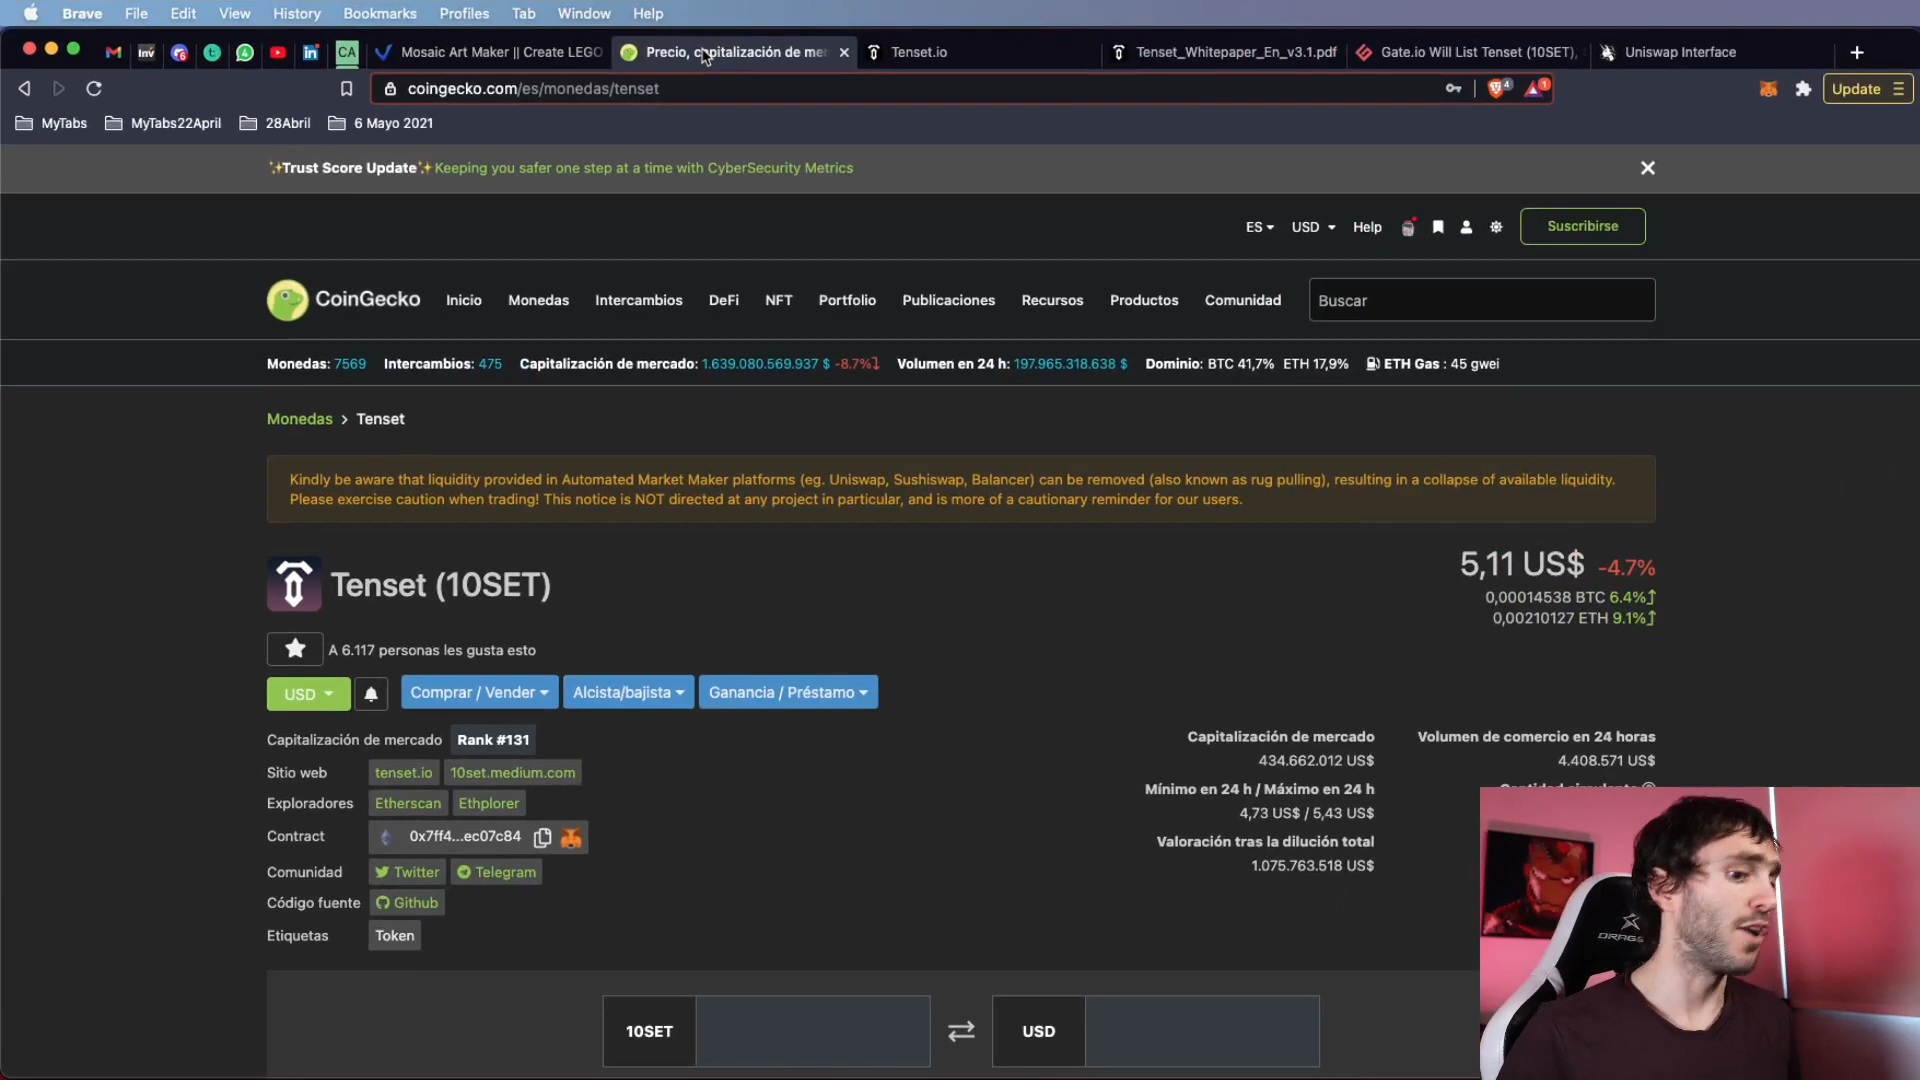 Brave File Edit View History Bookmarks Profiles Tab Window Help
Inv 6 CA Mosaic Art Maker || Create LEGO Precio, capitalización de mer Tenset.io Tenset_Whitepaper_En_v3.1.pdf Gate.io Will List Tenset (10SET), Uniswap Interface
coingecko.com/es/monedas/tenset 4 1 Update
MyTabs MyTabs22April 28Abril 6 Mayo 2021
✨Trust Score Update✨ Keeping you safer one step at a time with CyberSecurity Metrics
ES USD Help Suscribirse
CoinGecko Inicio Monedas Intercambios DeFi NFT Portfolio Publicaciones Recursos Productos Comunidad Buscar
Monedas: 7569 Intercambios: 475 Capitalización de mercado: 1.639.080.569.937 $ -8.7% Volumen en 24 h: 197.965.318.638 $ Dominio: BTC 41,7% ETH 17,9% ETH Gas : 45 gwei
Monedas > Tenset
Kindly be aware that liquidity provided in Automated Market Maker platforms (eg. Uniswap, Sushiswap, Balancer) can be removed (also known as rug pulling), resulting in a collapse of available liquidity.
Please exercise caution when trading! This notice is NOT directed at any project in particular, and is more of a cautionary reminder for our users.
Tenset (10SET)
5,11 US$ -4.7%
0,00014538 BTC 6.4%
0,00210127 ETH 9.1%
A 6.117 personas les gusta esto
USD Comprar / Vender Alcista/bajista Ganancia / Préstamo
Capitalización de mercado Rank #131
Sitio web tenset.io 10set.medium.com
Exploradores Etherscan Ethplorer
Contract 0x7ff4...ec07c84
Comunidad Twitter Telegram
Código fuente Github
Etiquetas Token
Capitalización de mercado
434.662.012 US$
Mínimo en 24 h / Máximo en 24 h
4,73 US$ / 5,43 US$
Valoración tras la dilución total
1.075.763.518 US$
Volumen de comercio en 24 horas
4.408.571 US$
10SET USD
DRAGS